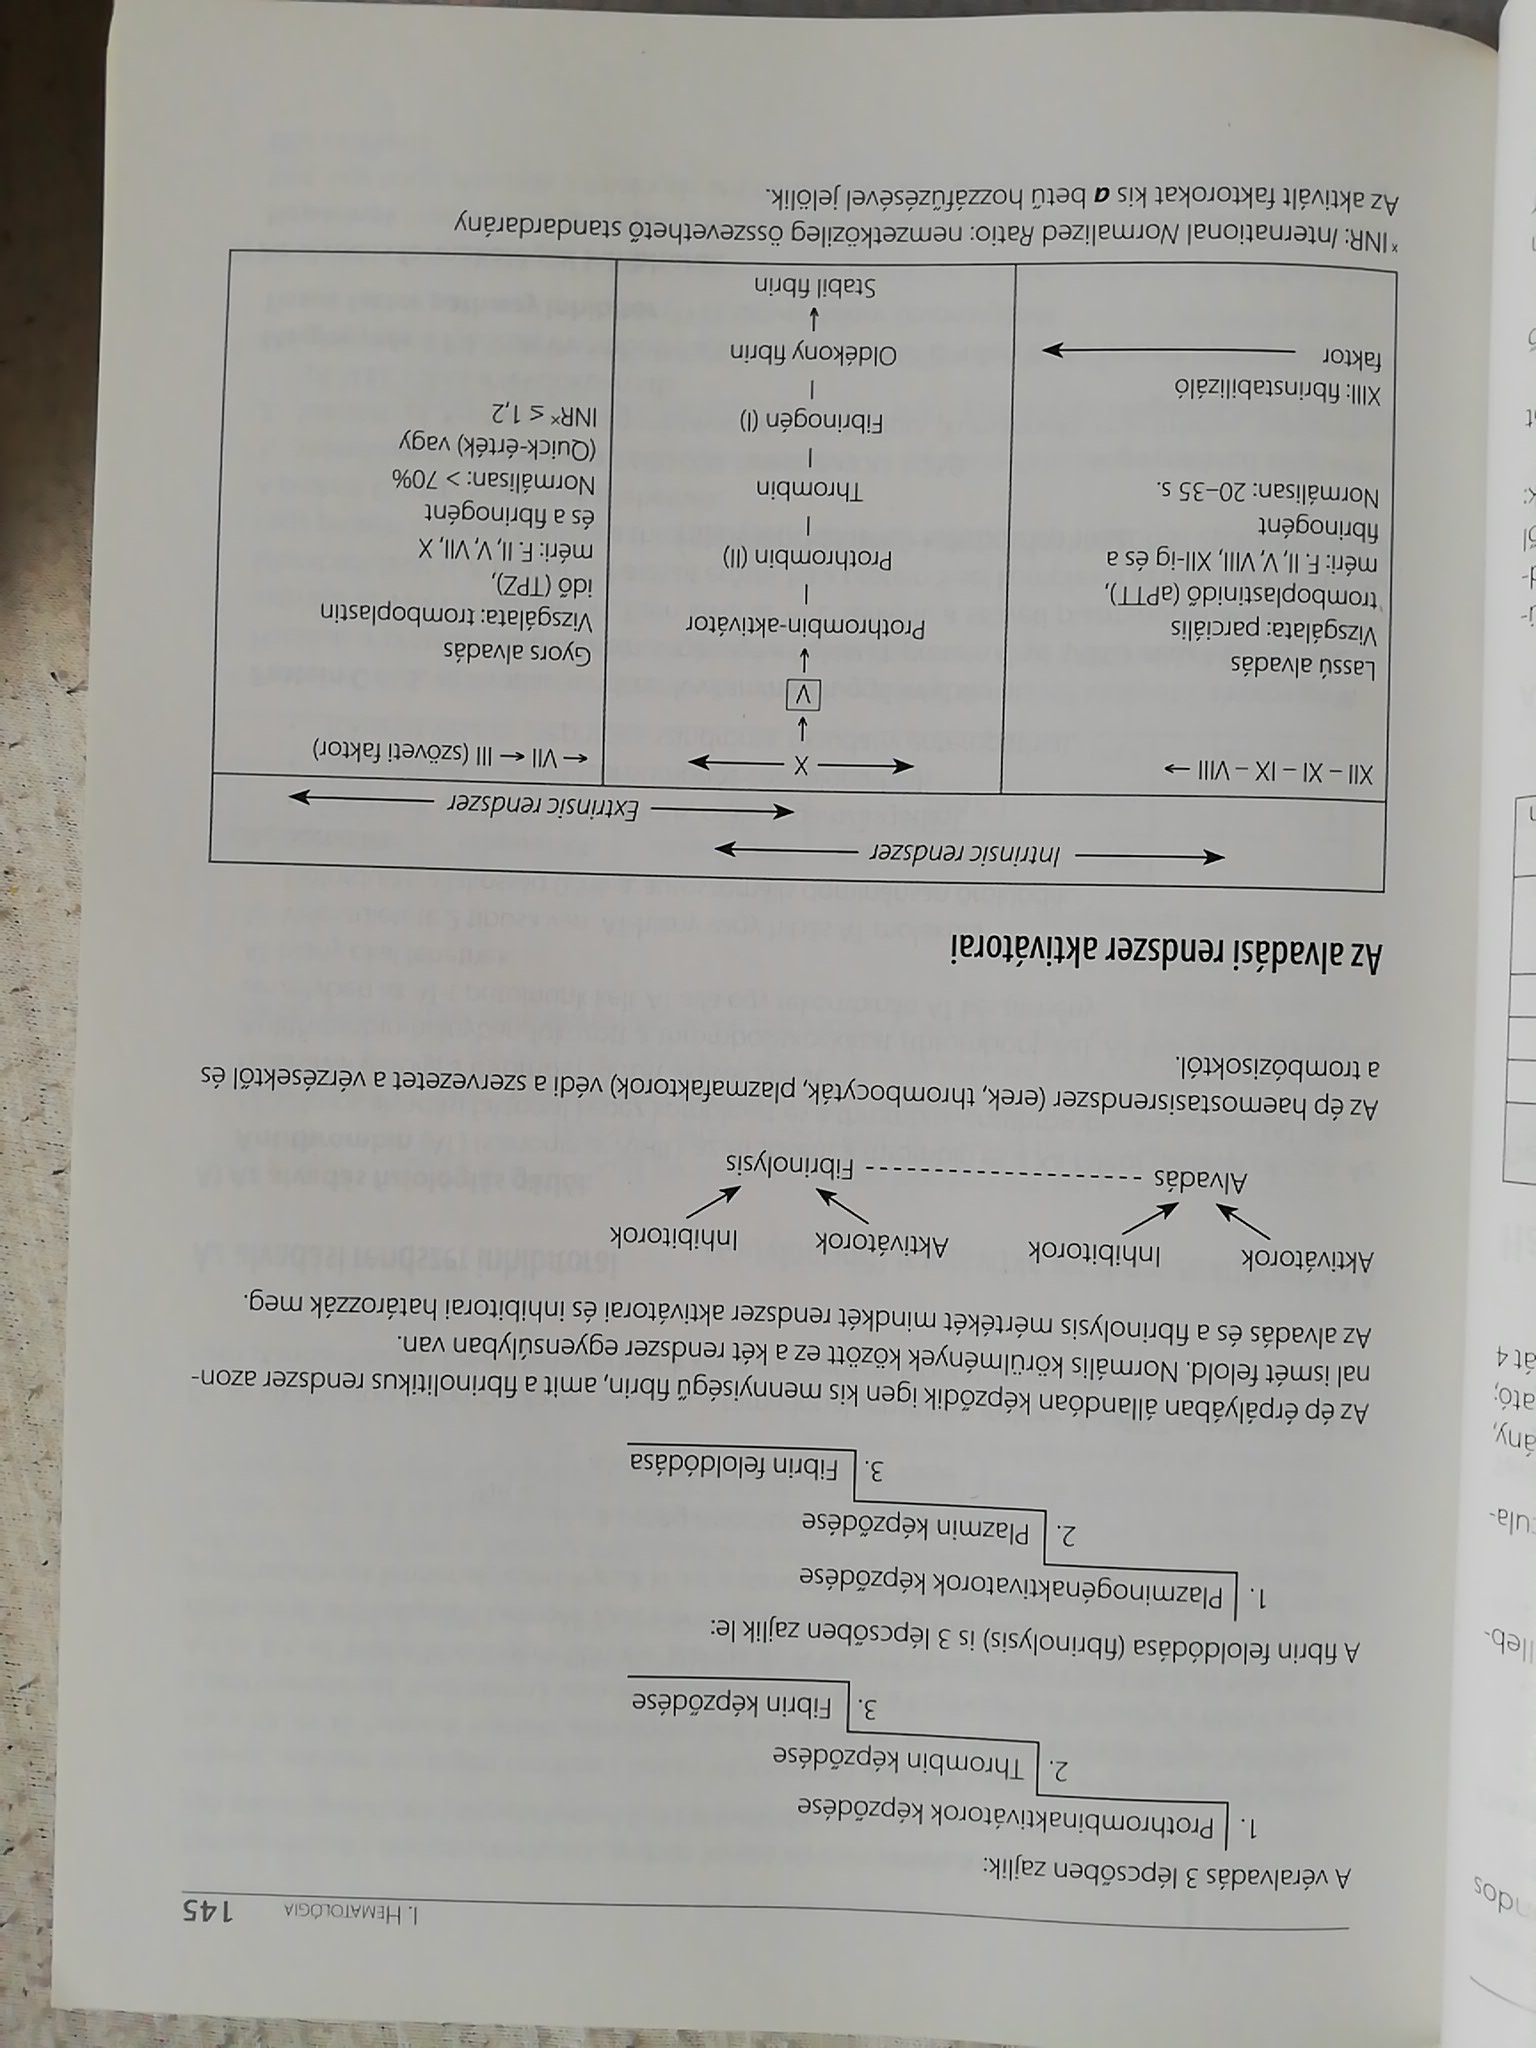 I. HEMATOLÓGIA 145
A véralvadás 3 lépcsőben zajlik:
1. Prothrombinaktivátorok képződése
2. Thrombin képződése
3. Fibrin képződése
A fibrin feloldódása (fibrinolysis) is 3 lépcsőben zajlik le:
1. Plazminogénaktivatorok képződése
2. Plazmin képződése
3. Fibrin feloldódása
Az ép érpályában állandóan képződik igen kis mennyiségű fibrin, amit a fibrinolitikus rendszer azon-
nal ismét felold. Normális körülmények között ez a két rendszer egyensúlyban van.
Az alvadás és a fibrinolysis mértékét mindkét rendszer aktivátorai és inhibitorai határozzák meg.
Aktivátorok Inhibitorok Aktivátorok Inhibitorok
Alvadás - - - - - - - - - - - - - - - - - - - - - Fibrinolysis
Az ép haemostasisrendszer (erek, thrombocyták, plazmafaktorok) védi a szervezetet a vérzésektől és
a trombózisoktól.
Az alvadási rendszer aktivátorai
← Intrinsic rendszer →
← Extrinsic rendszer →
XII – XI – IX – VIII →
← X →
← VII ← III (szöveti faktor)
↓
V
↓
Lassú alvadás
Vizsgálata: parciális
tromboplastinidő (aPTT),
méri: F. II, V, VIII, XII-ig és a
fibrinogént
Normálisan: 20–35 s.
XIII: fibrinstabilizáló
faktor →
Prothrombin-aktivátor
|
Prothrombin (II)
|
Thrombin
|
Fibrinogén (I)
|
Oldékony fibrin
↓
Stabil fibrin
Gyors alvadás
Vizsgálata: tromboplastin
idő (TPZ),
méri: F. II, V, VII, X
és a fibrinogént
Normálisan: > 70%
(Quick-érték) vagy
INR* ≤ 1,2
*INR: International Normalized Ratio: nemzetközileg összevethető standardarány
Az aktivált faktorokat kis a betű hozzáfűzésével jelölik.